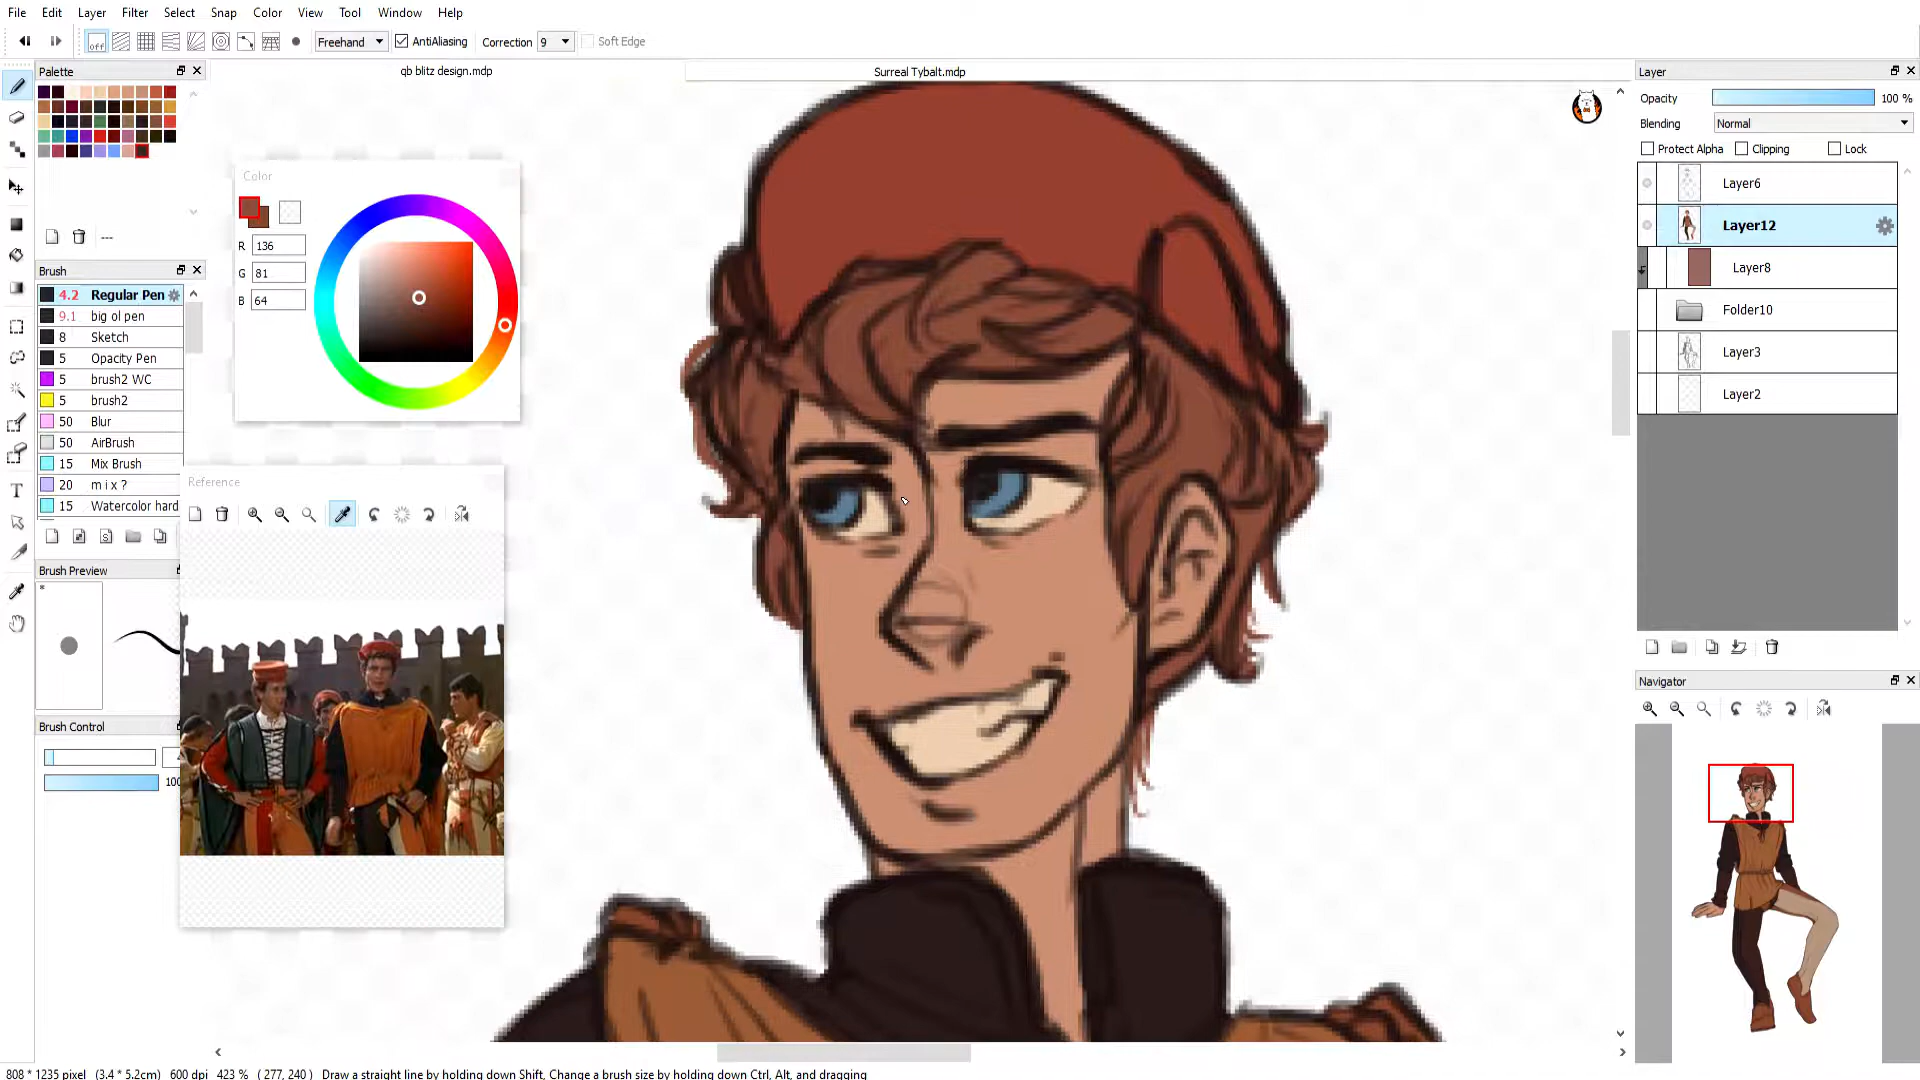 File Edit Layer Filter Select Snap Color View Tool Window Help
off Freehand AntiAliasing Correction 9 Soft Edge
Palette
qb blitz design.mdp
Surreal Tybalt.mdp
Layer
Opacity 100 %
Blending Normal
Protect Alpha Clipping Lock
Layer6
Layer12
Layer8
Folder10
Layer3
Layer2
Color
R 136
G 81
B 64
---
Brush
4.2 Regular Pen
9.1 big ol pen
8 Sketch
5 Opacity Pen
5 brush2 WC
5 brush2
50 Blur
50 AirBrush
15 Mix Brush
20 m i x ?
15 Watercolor hard
Reference
Brush Preview
*
Brush Control
100
Navigator
808 * 1235 pixel (3.4 * 5.2cm) 600 dpi 423 % ( 277, 240 ) Draw a straight line by holding down Shift, Change a brush size by holding down Ctrl, Alt, and dragging